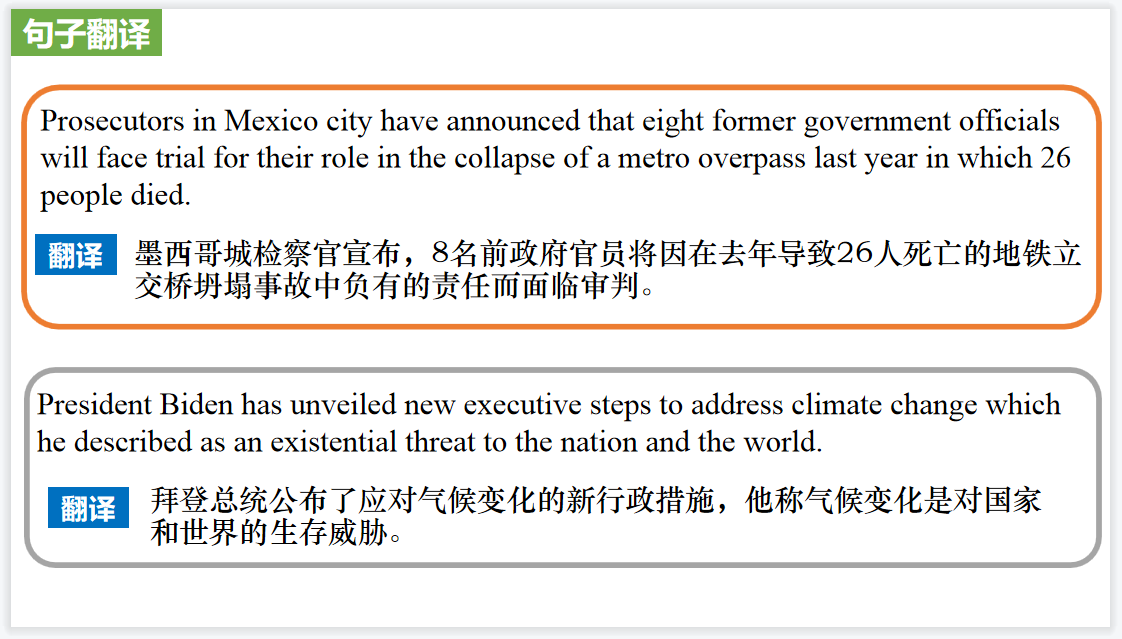 句子翻译
Prosecutors in Mexico city have announced that eight former government officials
will face trial for their role in the collapse of a metro overpass last year in which 26
people died.
翻译
墨西哥城检察官宣布，8名前政府官员将因在去年导致26人死亡的地铁立
交桥坍塌事故中负有的责任而面临审判。
President Biden has unveiled new executive steps to address climate change which
he described as an existential threat to the nation and the world.
翻译
拜登总统公布了应对气候变化的新行政措施，他称气候变化是对国家
和世界的生存威胁。